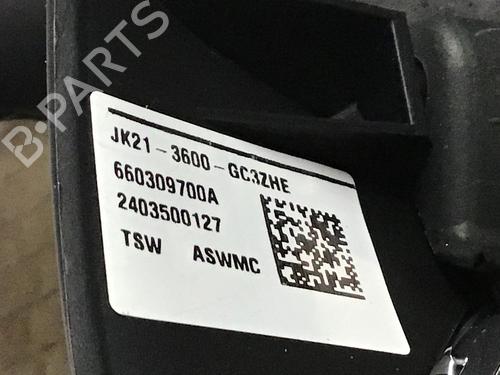 B-PARTS
JK21-3600-GC3ZHE
660309700A
2403500127
TSW ASWMC